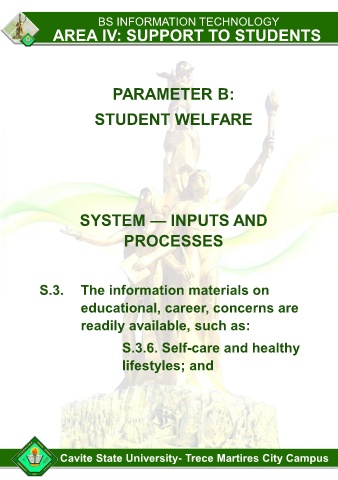 BS INFORMATION TECHNOLOGY
AREA IV: SUPPORT TO STUDENTS
PARAMETER B:
STUDENT WELFARE
SYSTEM — INPUTS AND
PROCESSES
S.3. The information materials on
educational, career, concerns are
readily available, such as:
S.3.6. Self-care and healthy
lifestyles; and
Cavite State University- Trece Martires City Campus